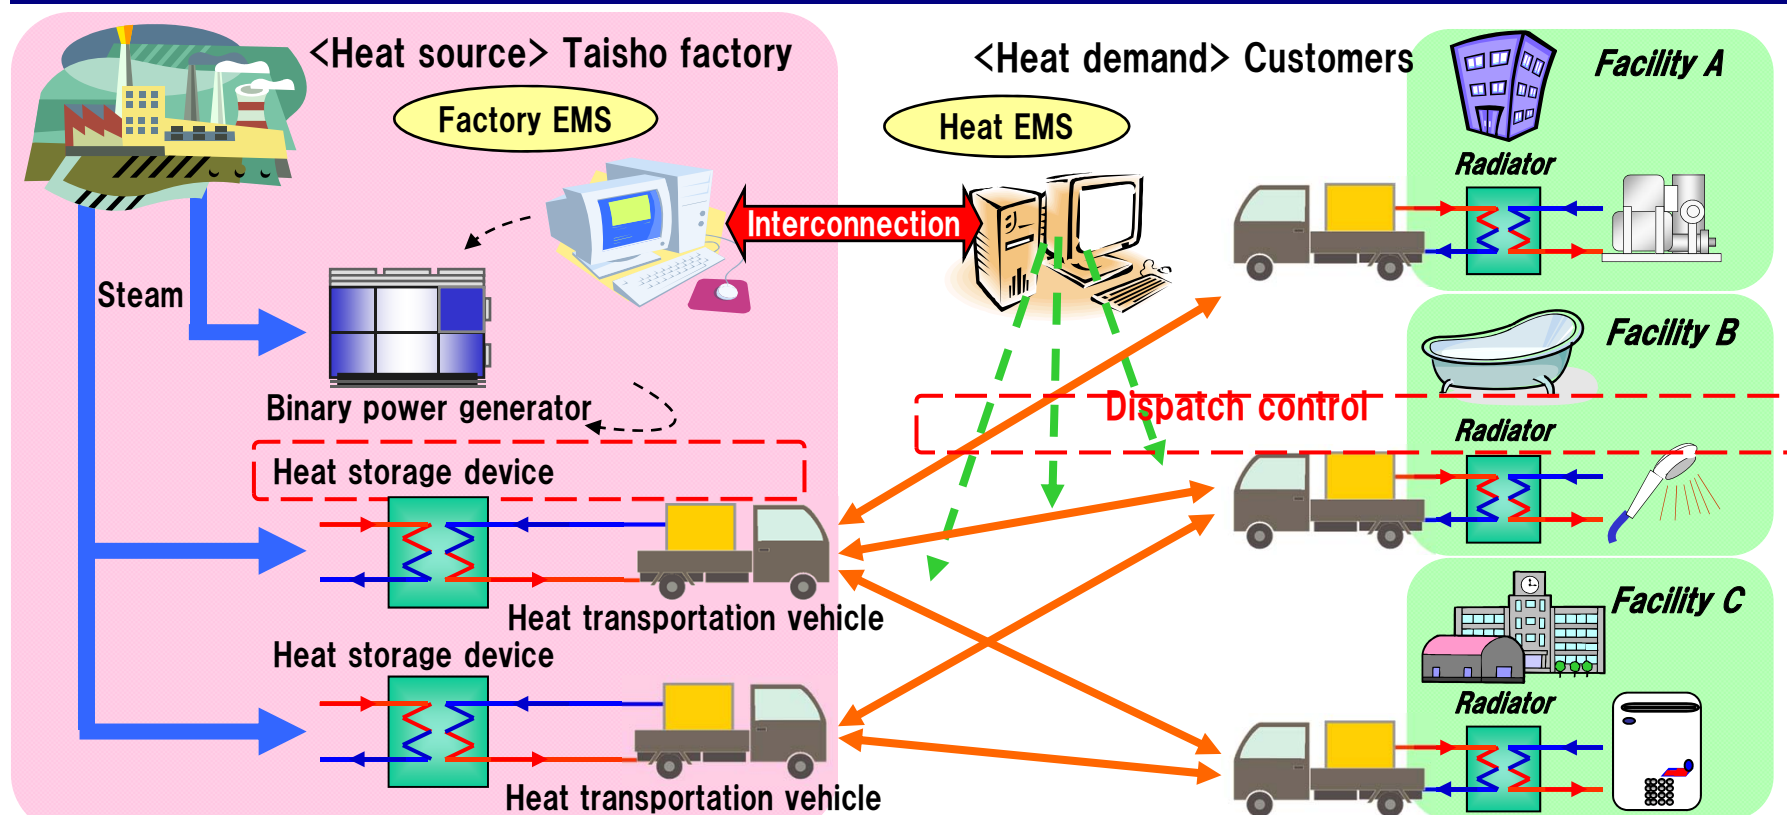 <Heat source> Taisho factory
Factory EMS
Steam
Binary power generator
Heat storage device
Heat transportation vehicle
Heat storage device
Heat transportation vehicle
Interconnection
<Heat demand> Customers
Heat EMS
Dispatch control
Facility A
Radiator
Facility B
Radiator
Facility C
Radiator